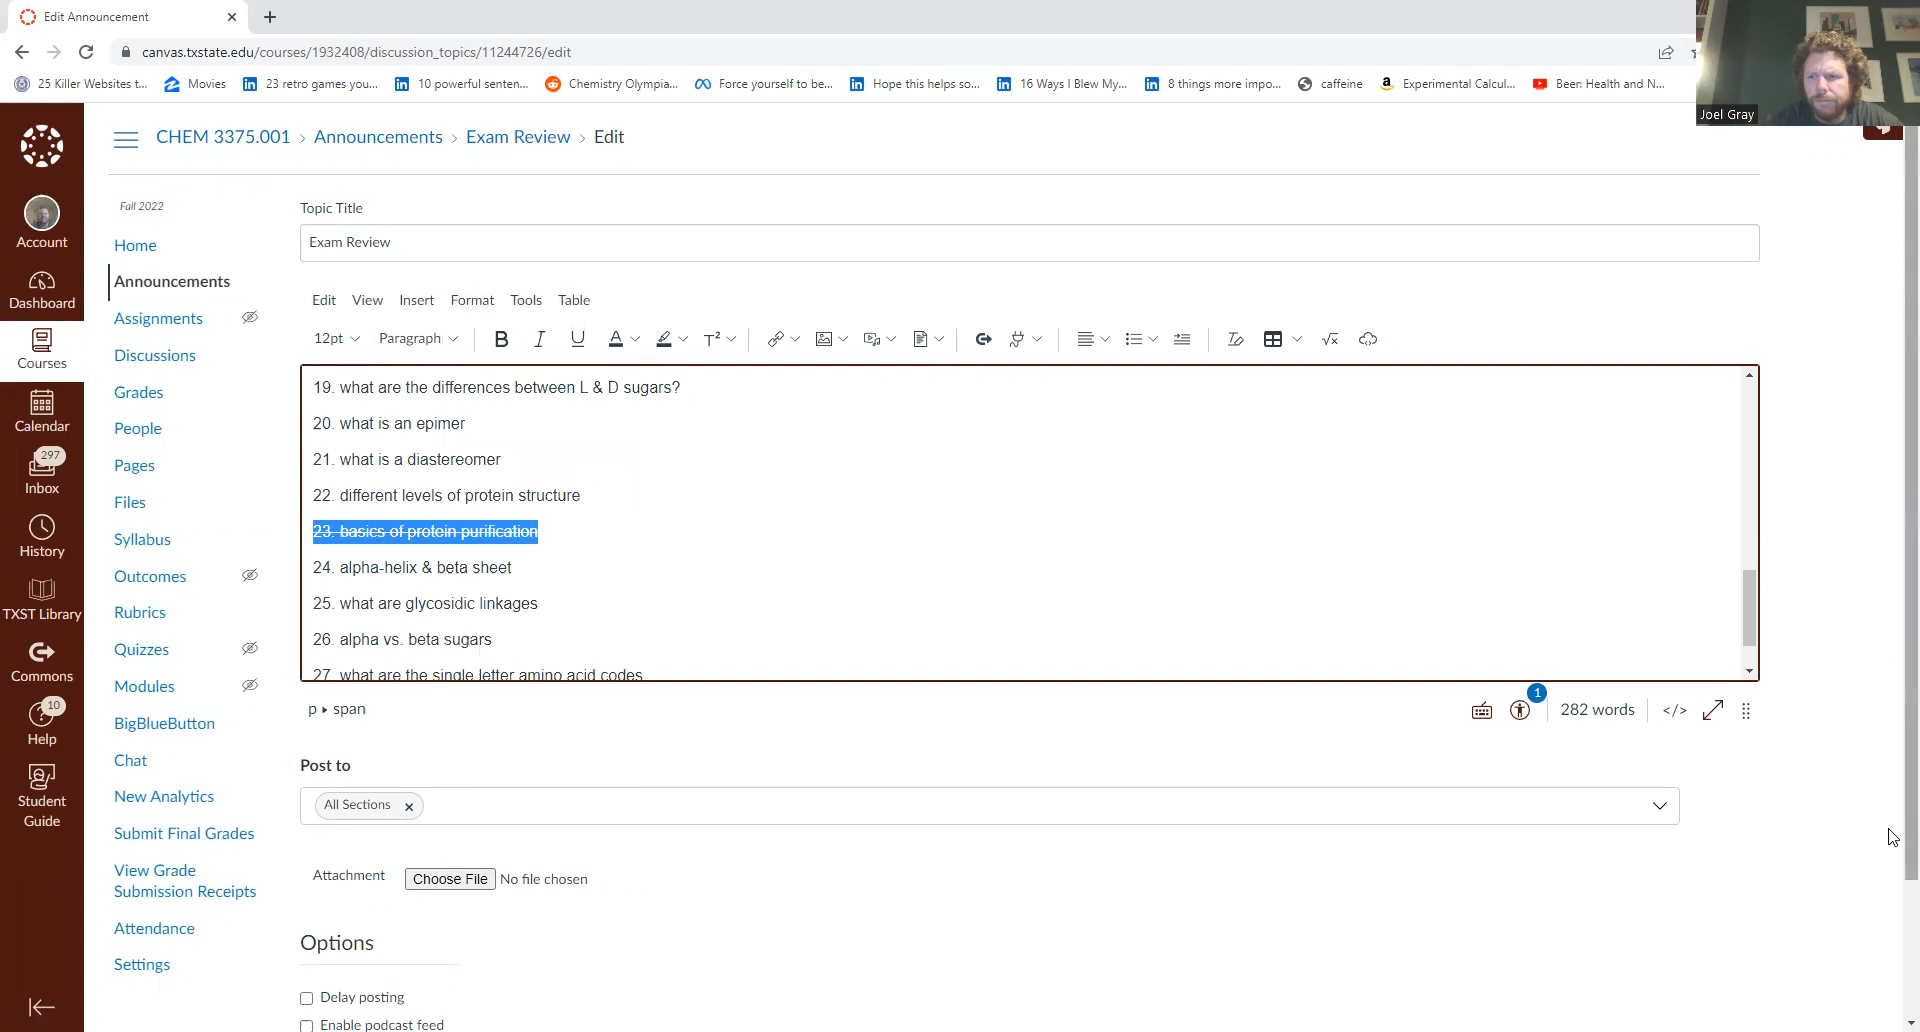 Edit Announcement
canvas.txstate.edu/courses/1932408/discussion_topics/11244726/edit
25 Killer Websites t...
Movies
23 retro games you...
10 powerful senten...
Chemistry Olympia...
Force yourself to be...
Hope this helps so...
16 Ways I Blew My...
8 things more impo...
caffeine
Experimental Calcul...
Beer: Health and N...
Joel Gray
CHEM 3375.001 › Announcements › Exam Review › Edit
Account
Dashboard
Courses
Calendar
297
Inbox
History
TXST Library
Commons
10
Help
Student
Guide
Fall 2022
Home
Announcements
Assignments
Discussions
Grades
People
Pages
Files
Syllabus
Outcomes
Rubrics
Quizzes
Modules
BigBlueButton
Chat
New Analytics
Submit Final Grades
View Grade
Submission Receipts
Attendance
Settings
Topic Title
Exam Review
Edit View Insert Format Tools Table
12pt Paragraph B I U A T²
19. what are the differences between L & D sugars?
20. what is an epimer
21. what is a diastereomer
22. different levels of protein structure
23. basics of protein purification
24. alpha-helix & beta sheet
25. what are glycosidic linkages
26. alpha vs. beta sugars
27. what are the single letter amino acid codes
p ▸ span
1
282 words
</>
Post to
All Sections ×
Attachment Choose File No file chosen
Options
Delay posting
Enable podcast feed